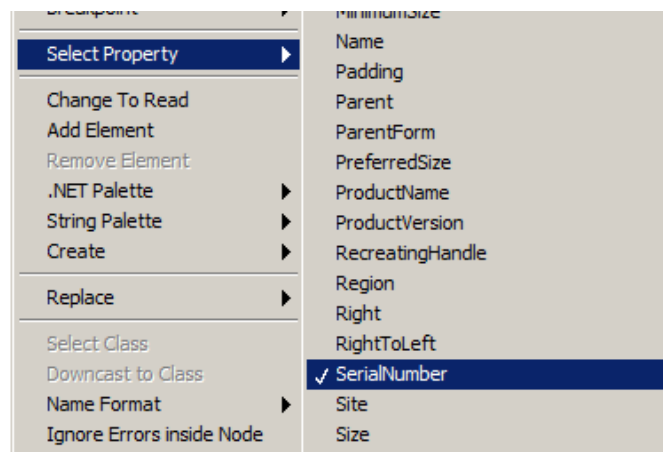 Breakpoint
Select Property
Change To Read
Add Element
Remove Element
.NET Palette
String Palette
Create
Replace
Select Class
Downcast to Class
Name Format
Ignore Errors inside Node
MinimumSize
Name
Padding
Parent
ParentForm
PreferredSize
ProductName
ProductVersion
RecreatingHandle
Region
Right
RightToLeft
SerialNumber
Site
Size